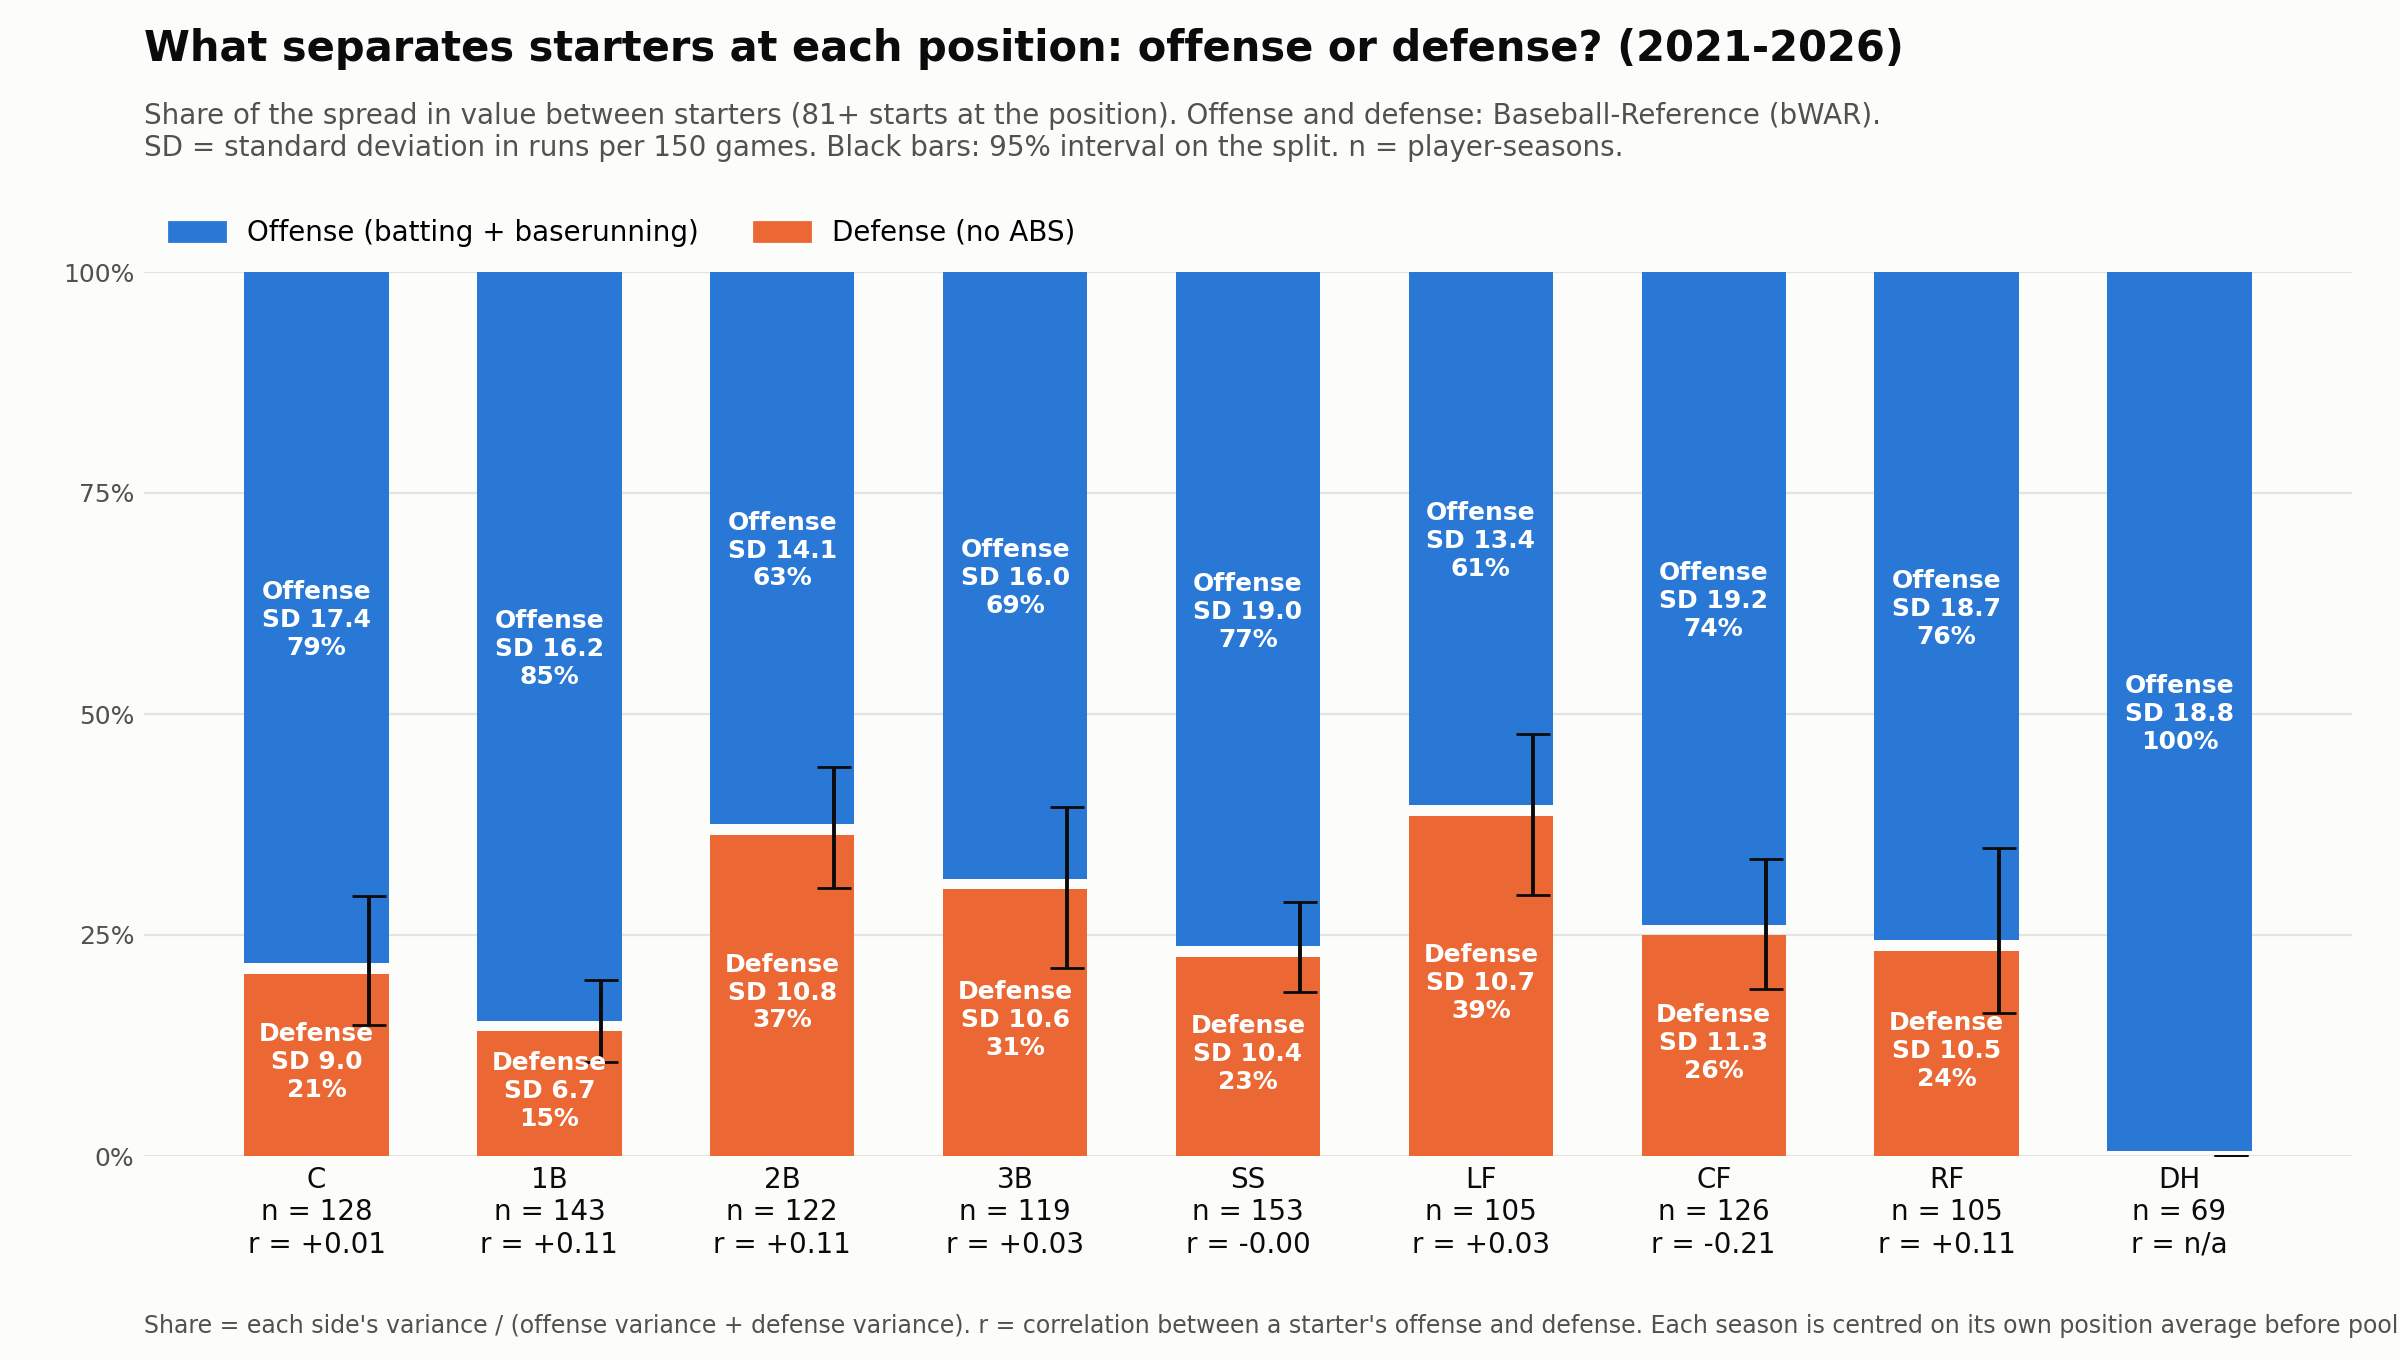 What separates starters at each position: offense or defense? (2021-2026)
Share of the spread in value between starters (81+ starts at the position). Offense and defense: Baseball-Reference (bWAR).
SD = standard deviation in runs per 150 games. Black bars: 95% interval on the split. n = player-seasons.
Offense (batting + baserunning)
Defense (no ABS)
100%
75%
50%
25%
0%
Offense
SD 17.4
79%
Defense
SD 9.0
21%
Offense
SD 16.2
85%
Defense
SD 6.7
15%
Offense
SD 14.1
63%
Defense
SD 10.8
37%
Offense
SD 16.0
69%
Defense
SD 10.6
31%
Offense
SD 19.0
77%
Defense
SD 10.4
23%
Offense
SD 13.4
61%
Defense
SD 10.7
39%
Offense
SD 19.2
74%
Defense
SD 11.3
26%
Offense
SD 18.7
76%
Defense
SD 10.5
24%
Offense
SD 18.8
100%
C
n = 128
r = +0.01
1B
n = 143
r = +0.11
2B
n = 122
r = +0.11
3B
n = 119
r = +0.03
SS
n = 153
r = -0.00
LF
n = 105
r = +0.03
CF
n = 126
r = -0.21
RF
n = 105
r = +0.11
DH
n = 69
r = n/a
Share = each side's variance / (offense variance + defense variance). r = correlation between a starter's offense and defense. Each season is centred on its own position average before pool